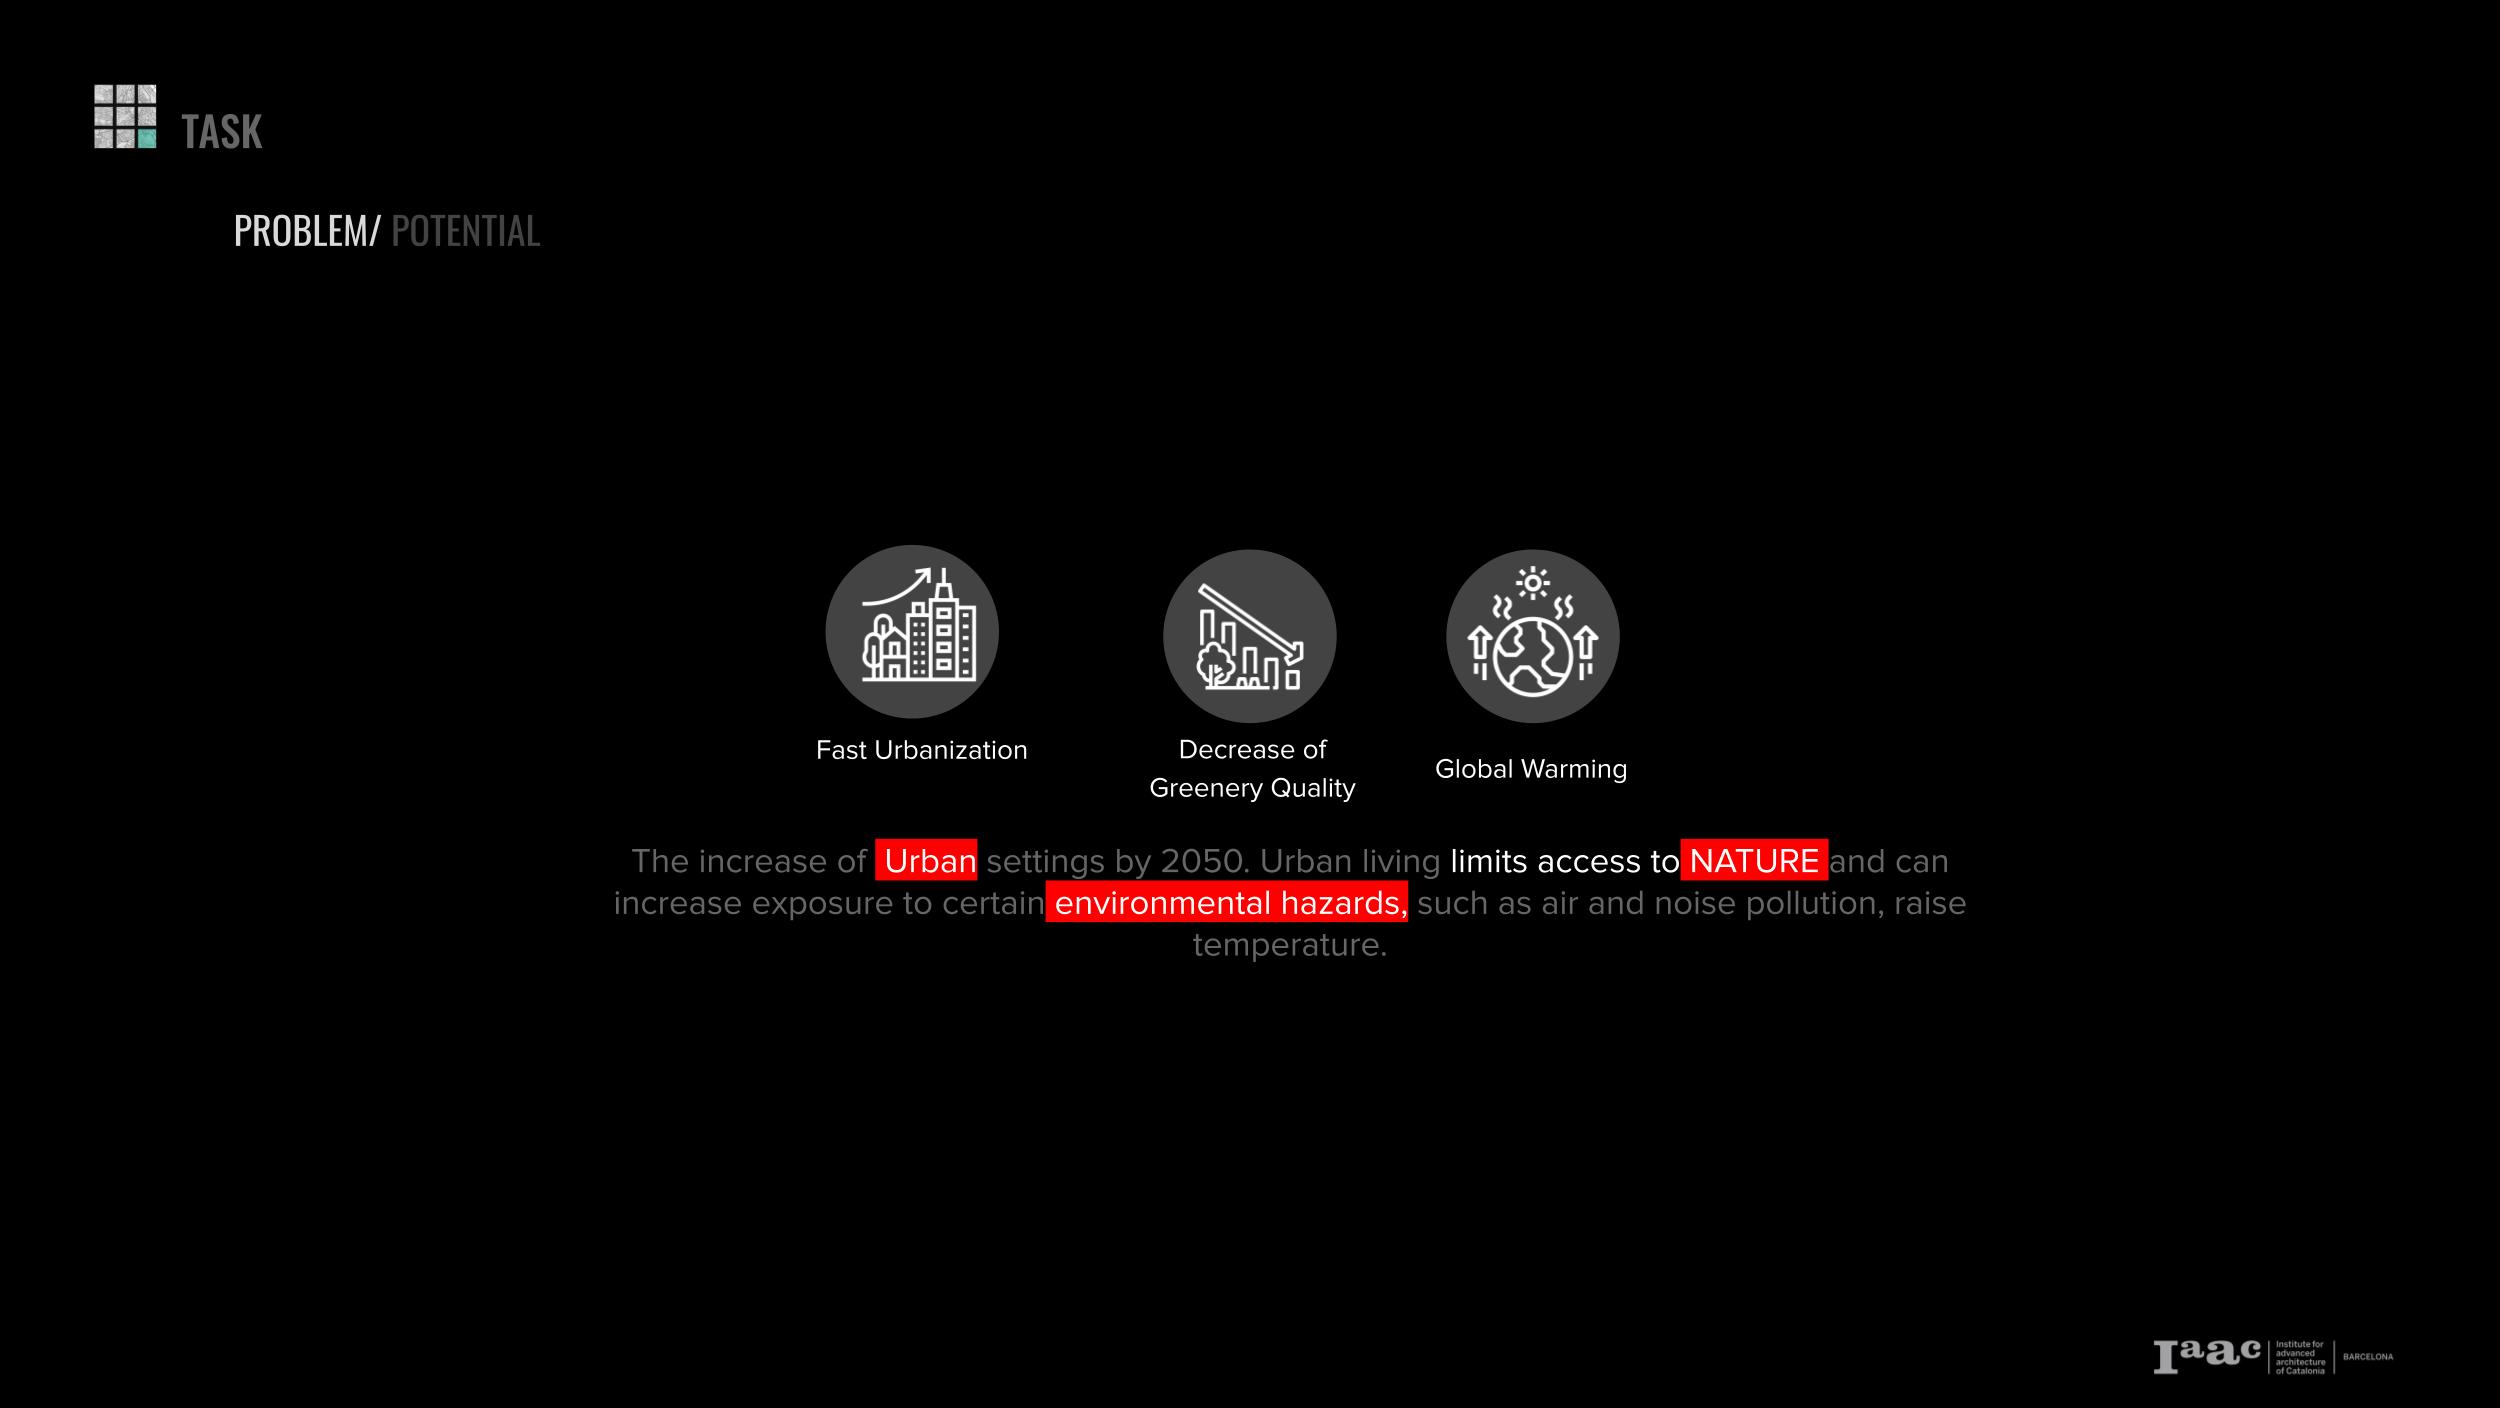 TASK
PROBLEM/ POTENTIAL
Fast Urbanization
Decrease of
Greenery Quality
Global Warming
The increase of Urban settings by 2050. Urban living limits access to NATURE and can
increase exposure to certain environmental hazards, such as air and noise pollution, raise
temperature.
Iaac
Institute for
advanced
architecture
of Catalonia
BARCELONA